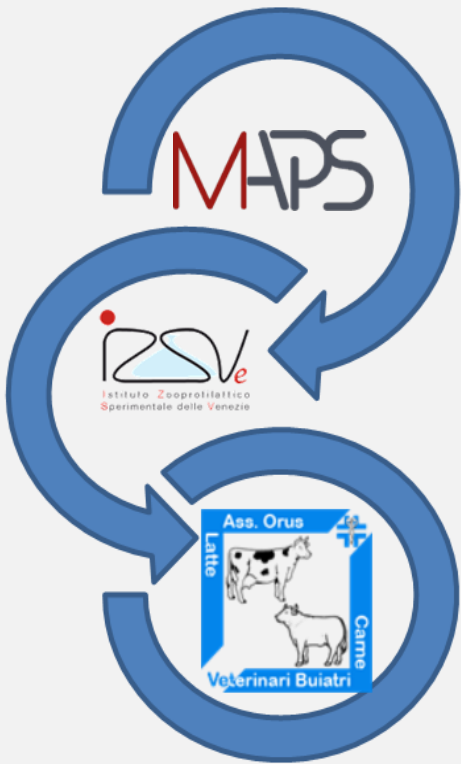 MAPS
IZSVe
Istituto Zooprofilattico
Sperimentale delle Venezie
Ass. Orus
Latte
Carne
Veterinari Buiatri